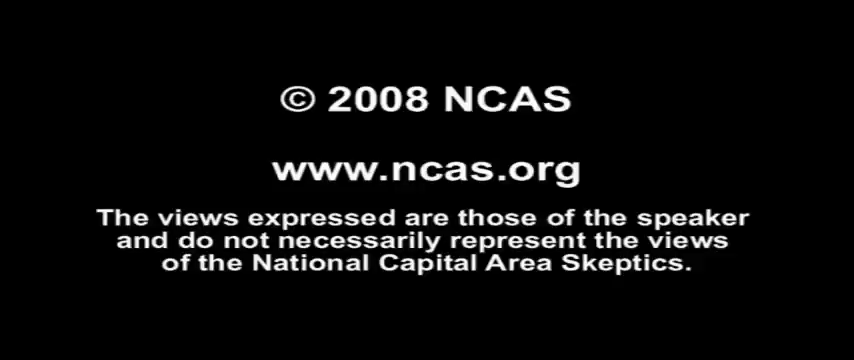 © 2008 NCAS
www.ncas.org
The views expressed are those of the speaker
and do not necessarily represent the views
of the National Capital Area Skeptics.